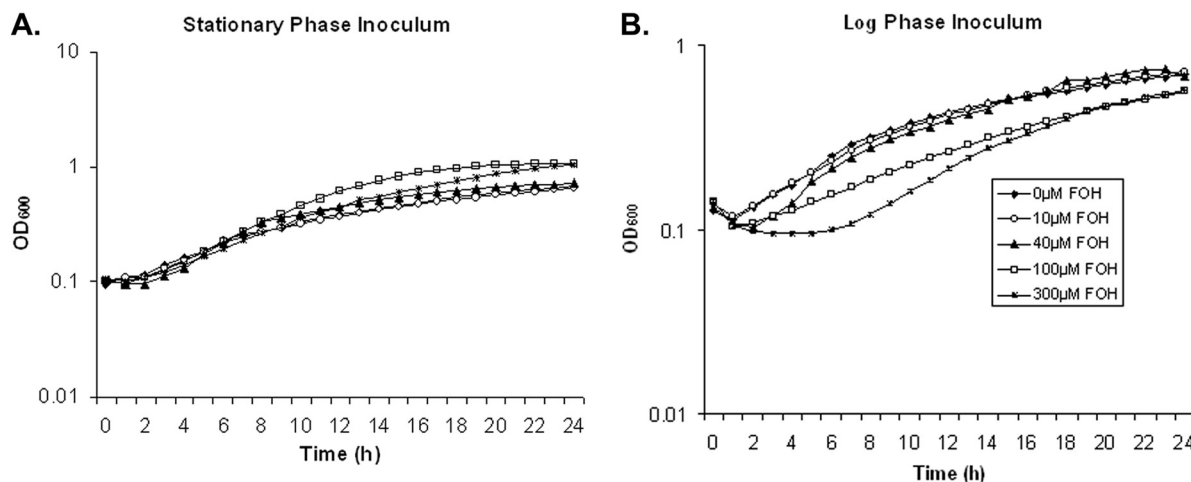 A.
Stationary Phase Inoculum
10
1
0.1
0.01
OD600
0 2 4 6 8 10 12 14 16 18 20 22 24
Time (h)
B.
Log Phase Inoculum
1
0.1
0.01
OD600
0 2 4 6 8 10 12 14 16 18 20 22 24
Time (h)
0µM FOH
10µM FOH
40µM FOH
100µM FOH
300µM FOH